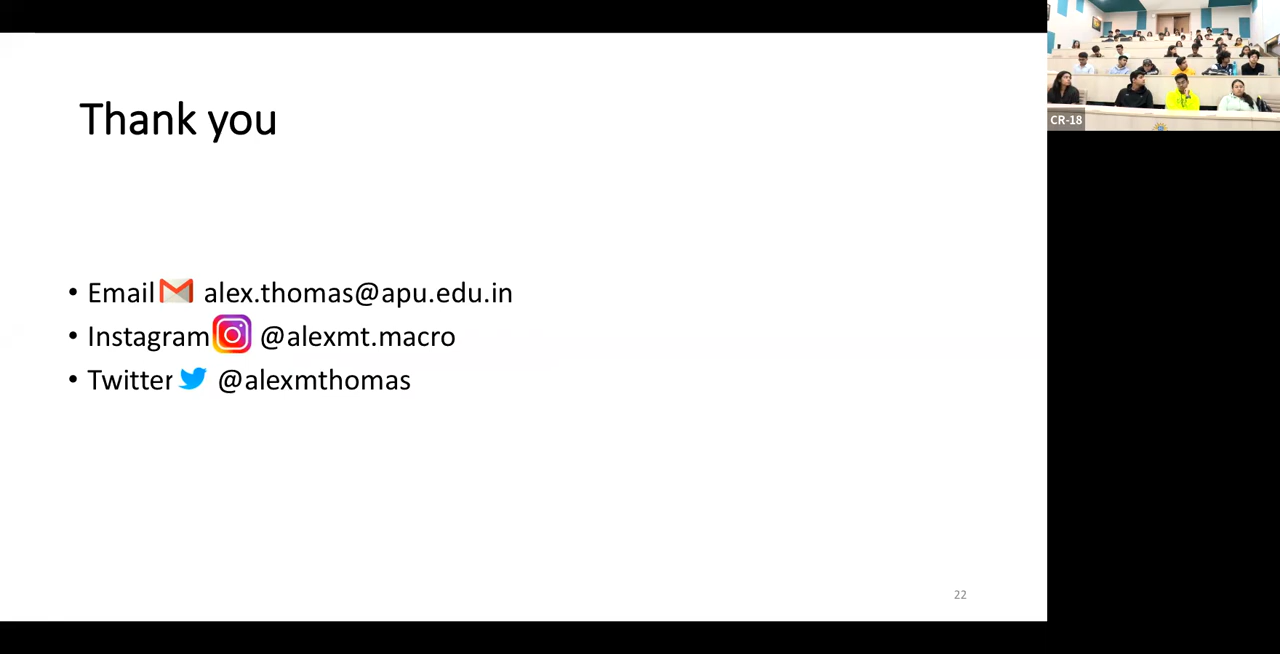 Thank you
• Email alex.thomas@apu.edu.in
• Instagram @alexmt.macro
• Twitter @alexmthomas
22
CR-18